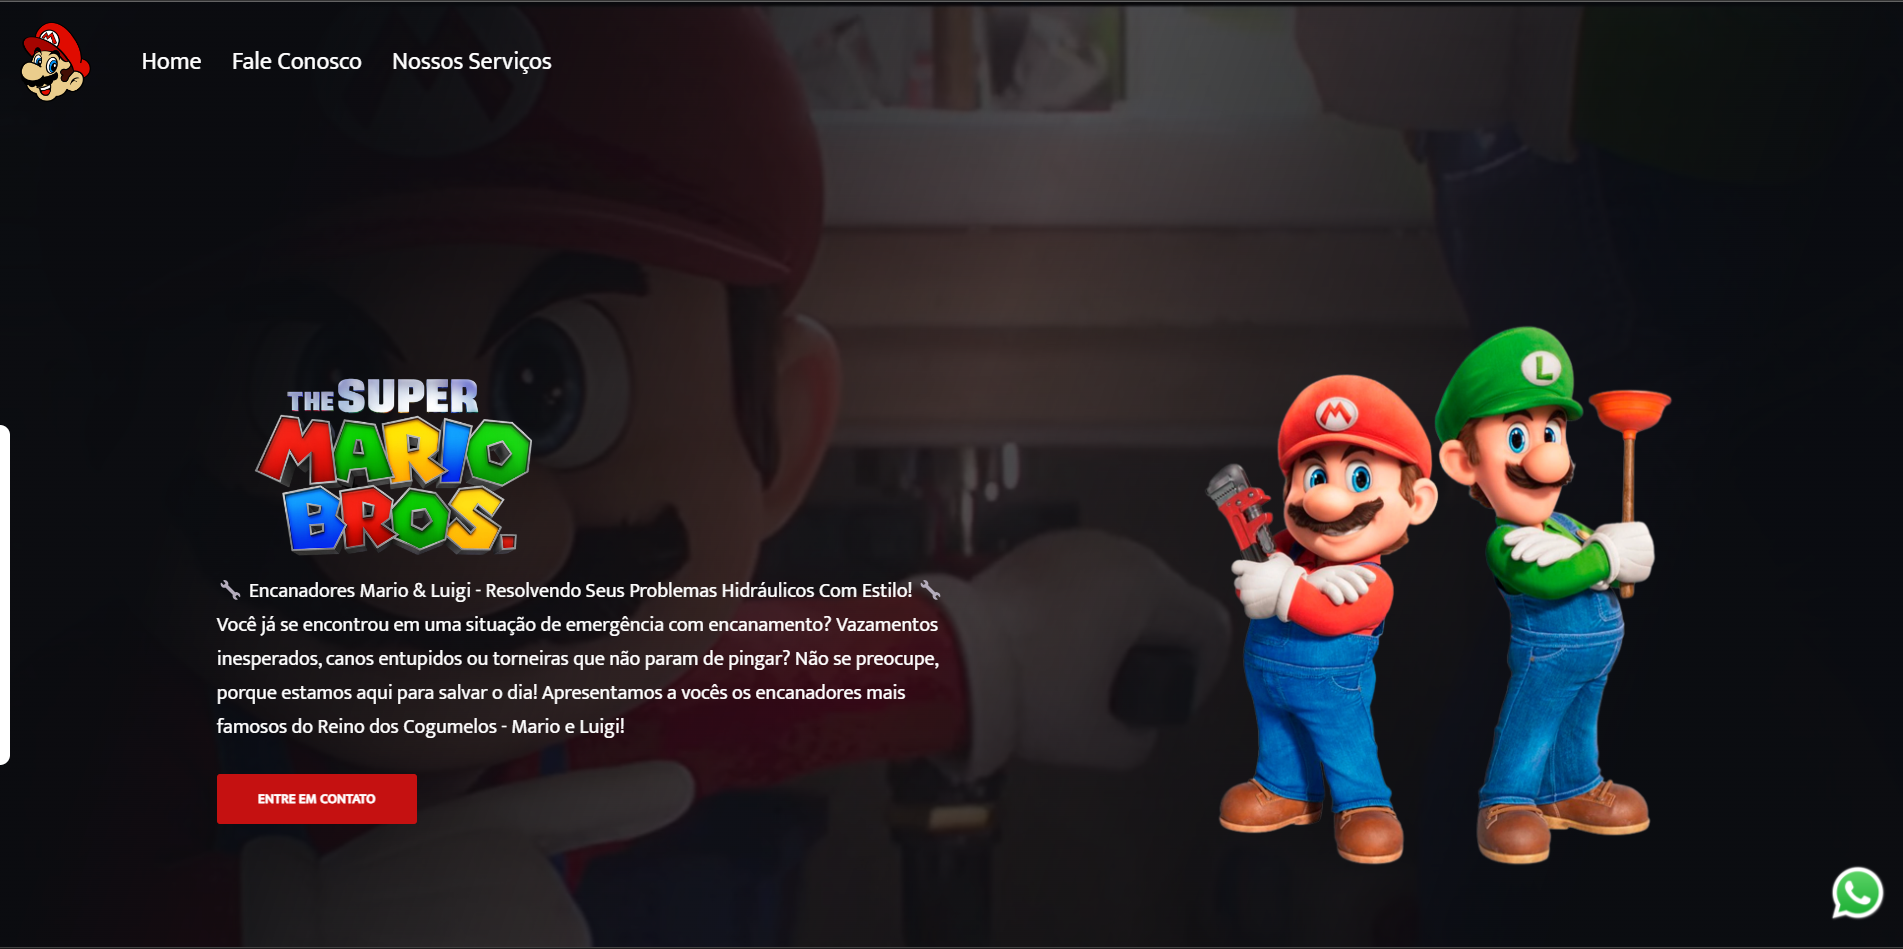 Home Fale Conosco Nossos Serviços
THE SUPER
MARIO
BROS.
🔧 Encanadores Mario & Luigi - Resolvendo Seus Problemas Hidráulicos Com Estilo! 🔧
Você já se encontrou em uma situação de emergência com encanamento? Vazamentos
inesperados, canos entupidos ou torneiras que não param de pingar? Não se preocupe,
porque estamos aqui para salvar o dia! Apresentamos a vocês os encanadores mais
famosos do Reino dos Cogumelos - Mario e Luigi!
ENTRE EM CONTATO
M
L